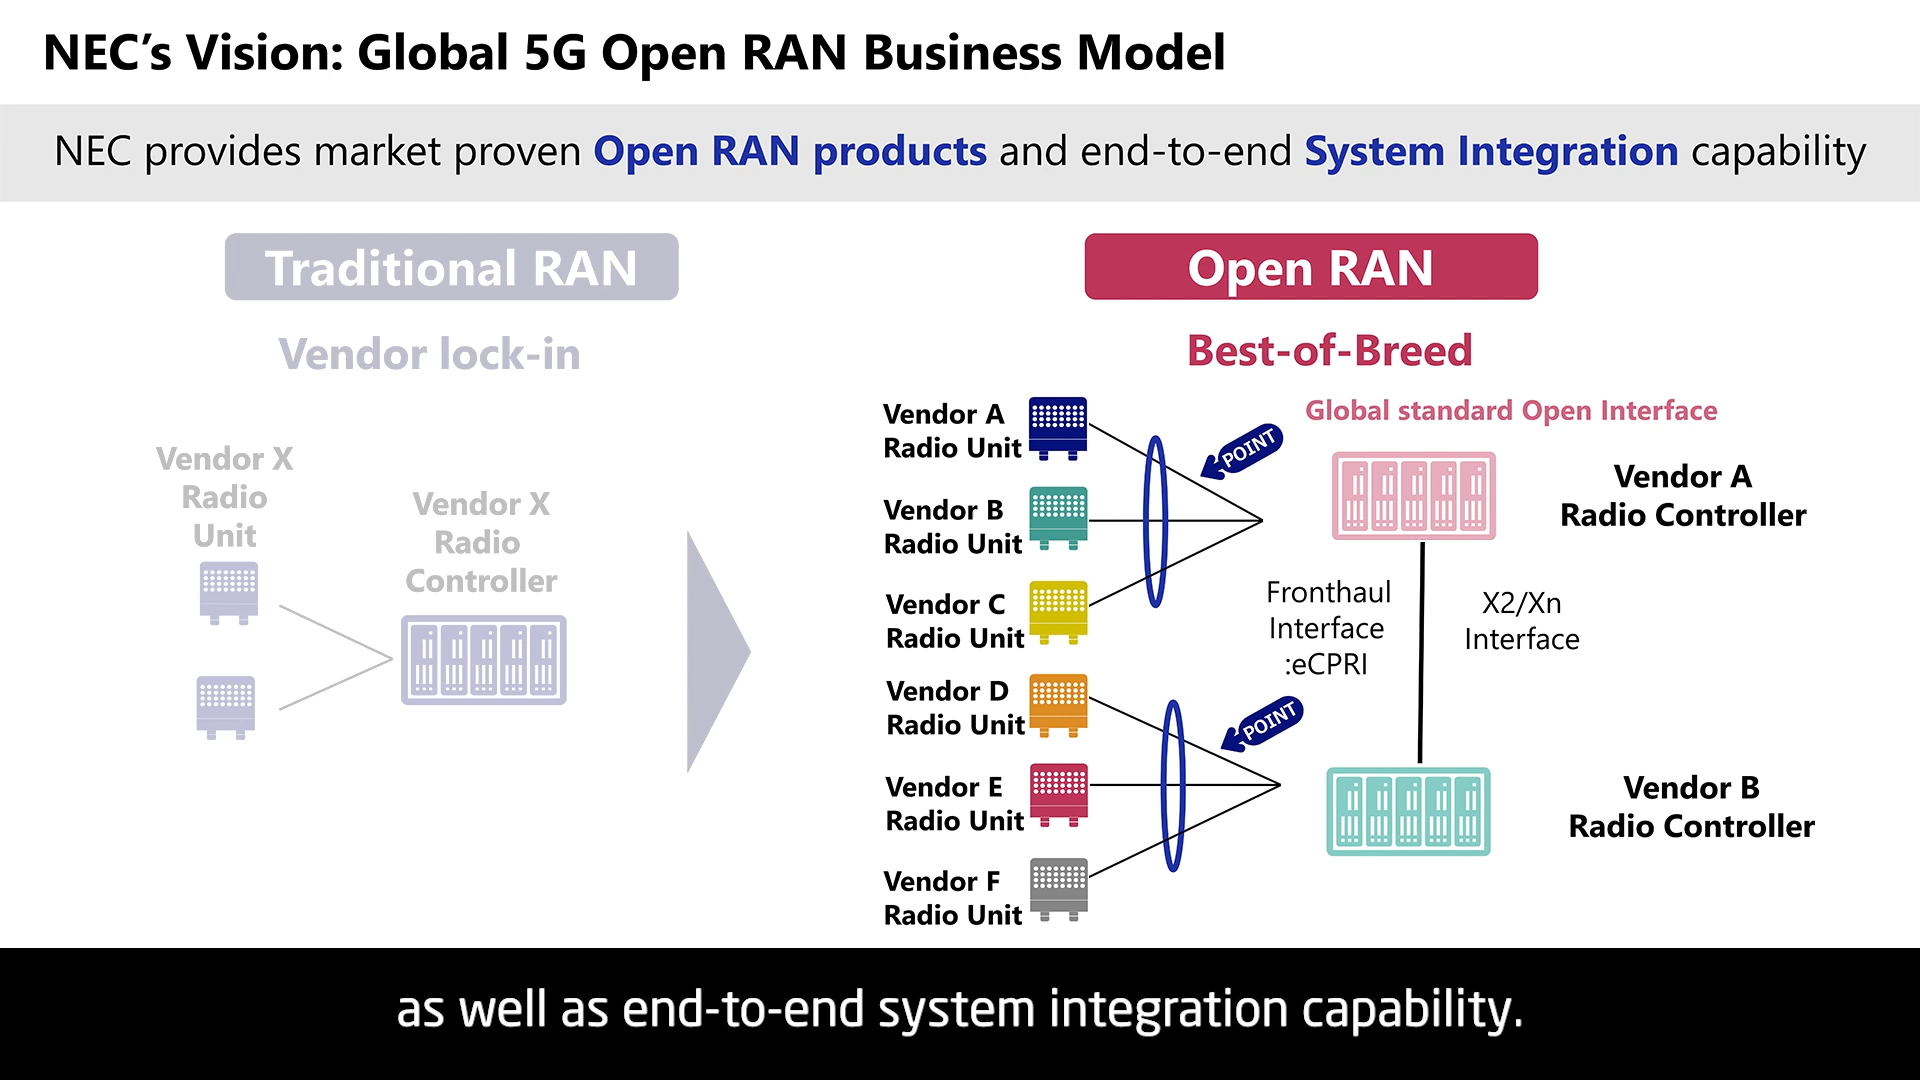 NEC’s Vision: Global 5G Open RAN Business Model
NEC provides market proven Open RAN products and end-to-end System Integration capability
Traditional RAN
Vendor lock-in
Vendor X
Radio
Unit
Vendor X
Radio
Controller
Open RAN
Best-of-Breed
Global standard Open Interface
Vendor A
Radio Unit
POINT
Vendor B
Radio Unit
Vendor C
Radio Unit
Vendor D
Radio Unit
POINT
Vendor E
Radio Unit
Vendor F
Radio Unit
Vendor A
Radio Controller
Fronthaul
Interface
:eCPRI
X2/Xn
Interface
Vendor B
Radio Controller
as well as end-to-end system integration capability.